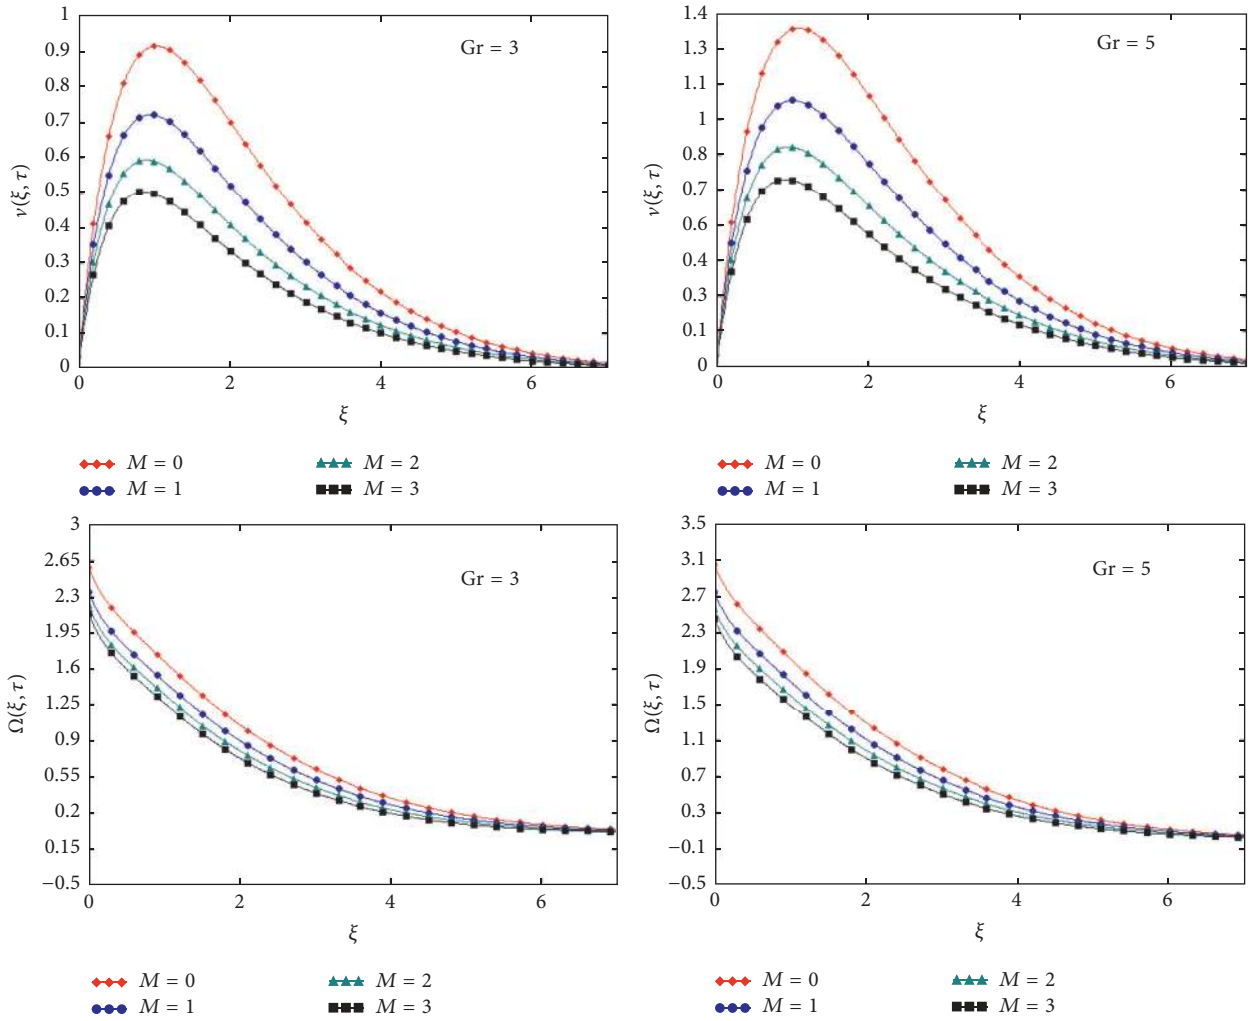 1
0.9
0.8
0.7
0.6
0.5
0.4
0.3
0.2
0.1
0
ν(ξ, τ)
Gr = 3
0 2 4 6
ξ
M = 0 M = 2
M = 1 M = 3
1.4
1.3
1.1
1
0.8
0.7
0.6
0.4
0.3
0.1
0
ν(ξ, τ)
Gr = 5
0 2 4 6
ξ
M = 0 M = 2
M = 1 M = 3
3
2.65
2.3
1.95
1.6
1.25
0.9
0.55
0.2
0.15
−0.5
Ω(ξ, τ)
Gr = 3
0 2 4 6
ξ
M = 0 M = 2
M = 1 M = 3
3.5
3.1
2.7
2.3
1.9
1.5
1.1
0.7
0.3
−0.1
−0.5
Ω(ξ, τ)
Gr = 5
0 2 4 6
ξ
M = 0 M = 2
M = 1 M = 3